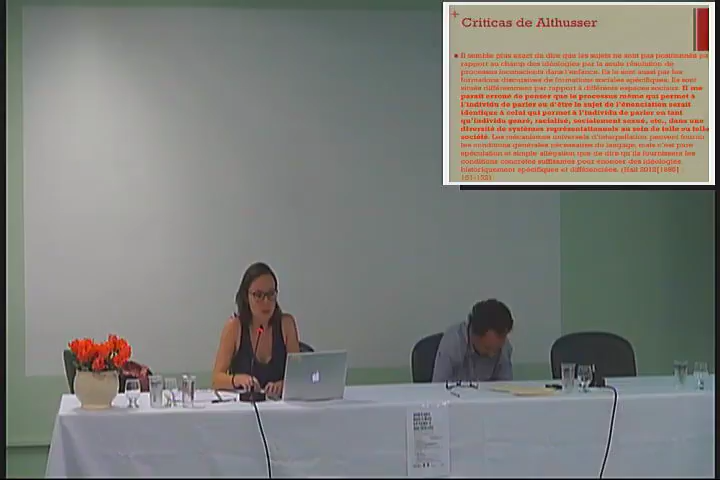 +
Criticas de Althusser
Il semble plus exact de dire que les sujets ne sont pas positionnés par
rapport au champ des idéologies par la seule résolution de
processus inconscients dans l'enfance. Ils le sont aussi par les
formations discursives de formations sociales spécifiques. Ils sont
situés différemment par rapport à différents espaces sociaux. Il me
paraît erroné de penser que le processus même qui permet à
l'individu de parler ou d'être le sujet de l'énonciation serait
identique à celui qui permet à l'individu de parler en tant
qu'individu genré, racialisé, socialement sexué, etc., dans une
diversité de systèmes représentationnels au sein de telle ou telle
société. Les mécanismes universels d'interpellation peuvent fournir
les conditions générales nécessaires du langage, mais c'est pure
spéculation et simple allégation que de dire qu'ils fournissent les
conditions concrètes suffisantes pour énoncer des idéologies
historiquement spécifiques et différenciées. (Hall 2012[1985]
151-152)